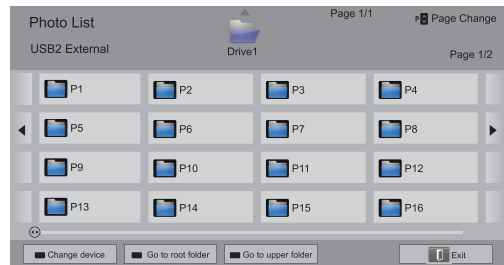 Photo List
Page 1/1
P Page Change
USB2 External
Drive1
Page 1/2
P1 P2 P3 P4
P5 P6 P7 P8
P9 P10 P11 P12
P13 P14 P15 P16
Change device Go to root folder Go to upper folder Exit